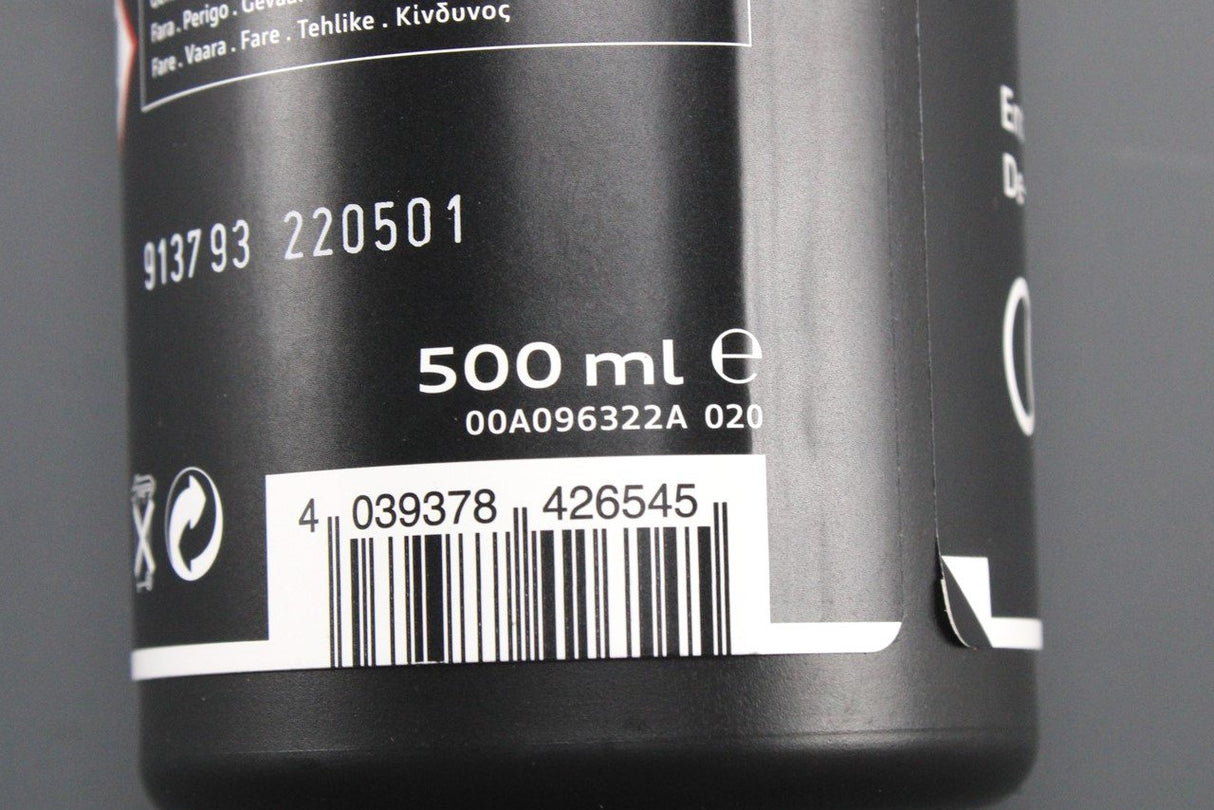 Fara . Perigo .
Fare . Vaara . Fare . Tehlike . Κίνδυνος
913793 220501
500 ml ℮
00A096322A 020
4 039378 426545